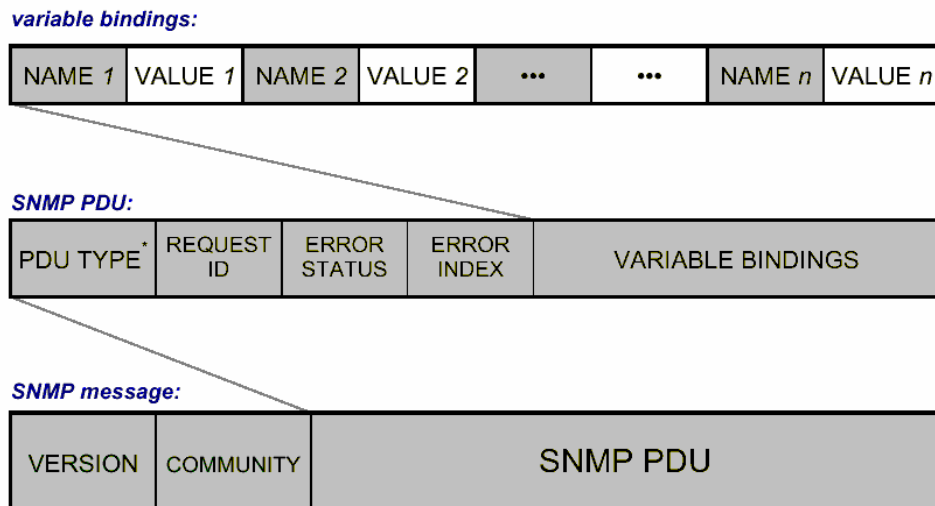 variable bindings:
NAME 1 VALUE 1 NAME 2 VALUE 2 ••• ••• NAME n VALUE n
SNMP PDU:
PDU TYPE* REQUEST ID ERROR STATUS ERROR INDEX VARIABLE BINDINGS
SNMP message:
VERSION COMMUNITY SNMP PDU